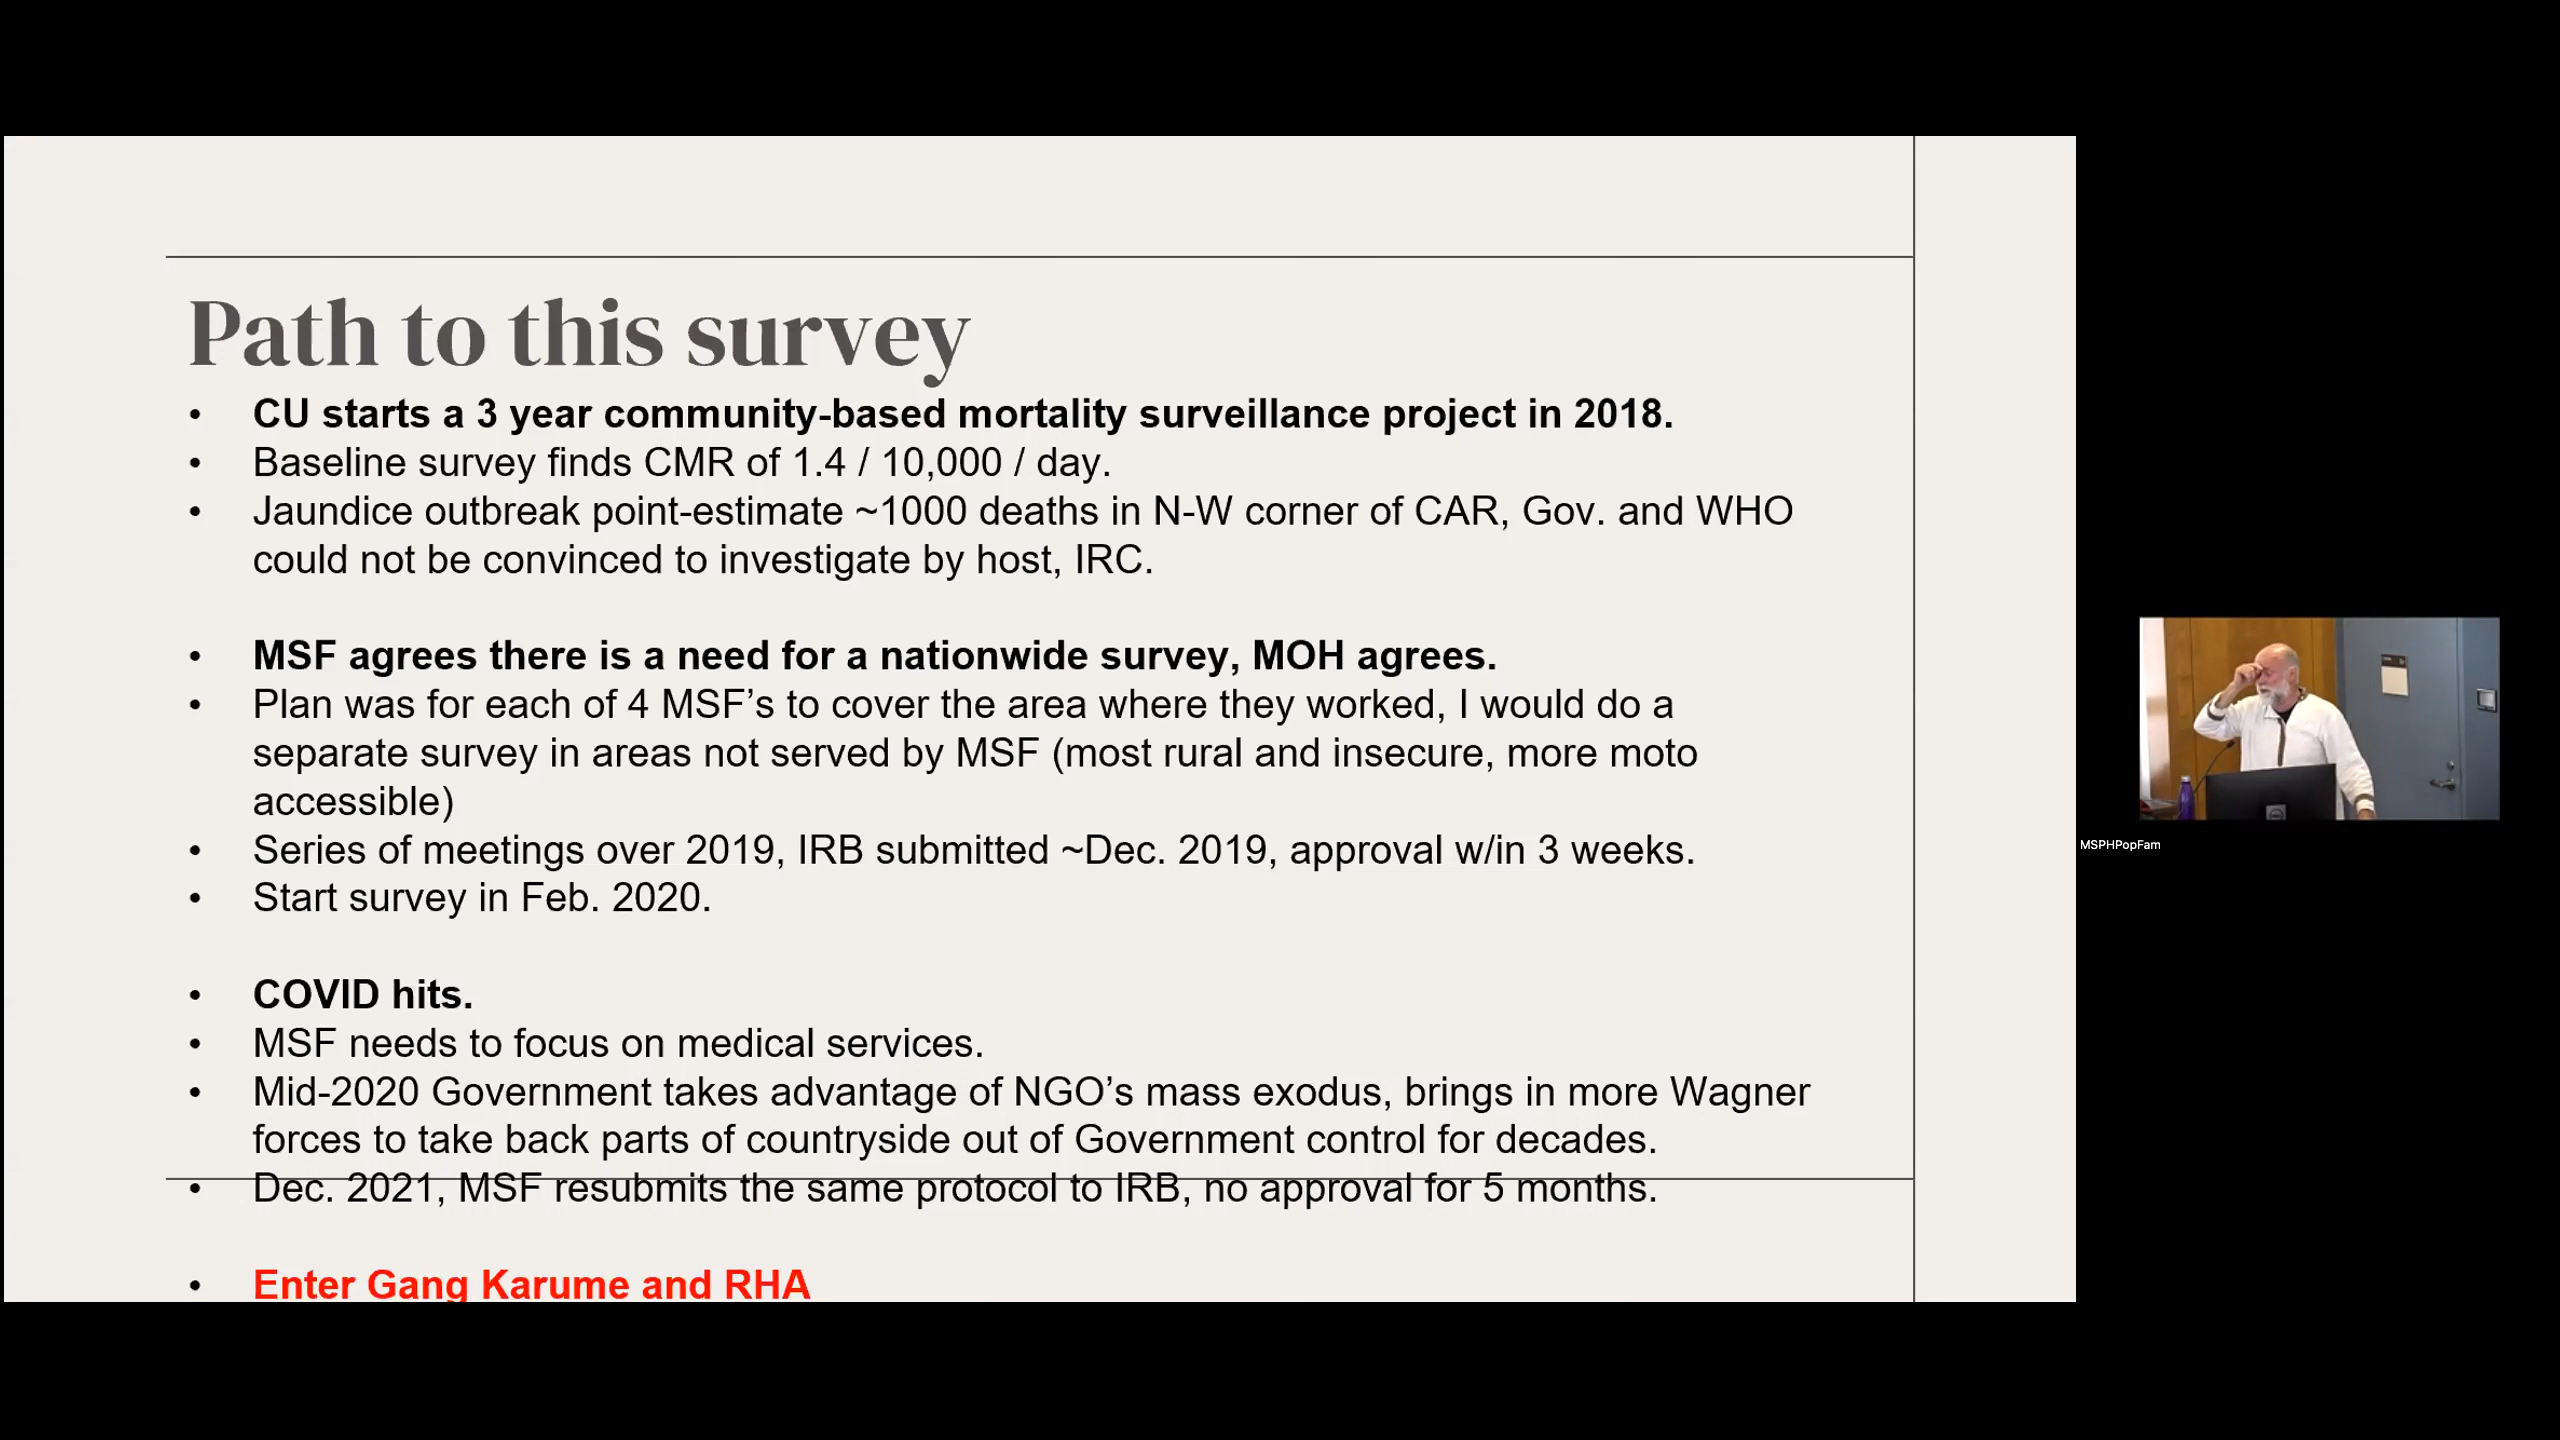 Path to this survey
• CU starts a 3 year community-based mortality surveillance project in 2018.
• Baseline survey finds CMR of 1.4 / 10,000 / day.
• Jaundice outbreak point-estimate ~1000 deaths in N-W corner of CAR, Gov. and WHO
could not be convinced to investigate by host, IRC.
• MSF agrees there is a need for a nationwide survey, MOH agrees.
• Plan was for each of 4 MSF’s to cover the area where they worked, I would do a
separate survey in areas not served by MSF (most rural and insecure, more moto
accessible)
• Series of meetings over 2019, IRB submitted ~Dec. 2019, approval w/in 3 weeks.
• Start survey in Feb. 2020.
• COVID hits.
• MSF needs to focus on medical services.
• Mid-2020 Government takes advantage of NGO’s mass exodus, brings in more Wagner
forces to take back parts of countryside out of Government control for decades.
• Dec. 2021, MSF resubmits the same protocol to IRB, no approval for 5 months.
• Enter Gang Karume and RHA
MSPHPopFam